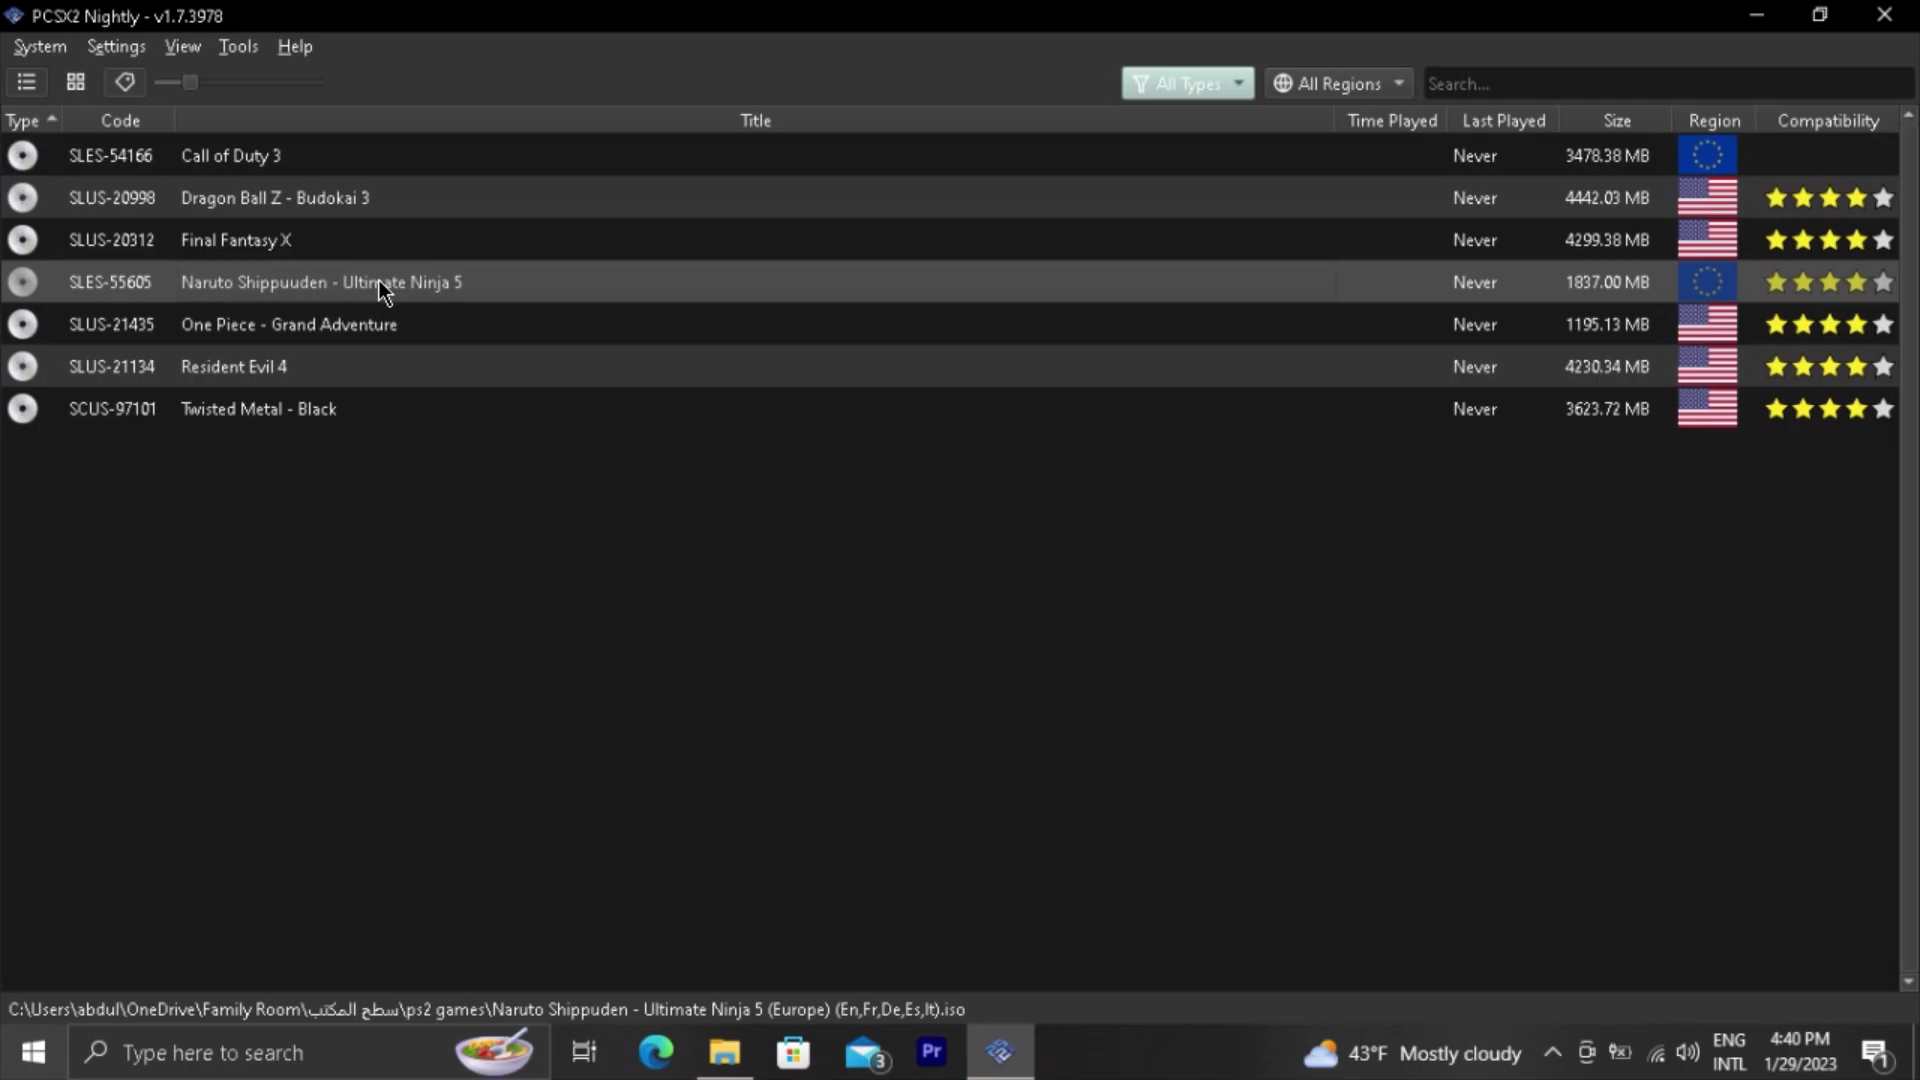 PCSX2 Nightly - v1.7.3978
System Settings View Tools Help
All Types All Regions Search...
Type Code Title Time Played Last Played Size Region Compatibility
SLES-54166 Call of Duty 3 Never 3478.38 MB
SLUS-20998 Dragon Ball Z - Budokai 3 Never 4442.03 MB
SLUS-20312 Final Fantasy X Never 4299.38 MB
SLES-55605 Naruto Shippuuden - Ultimate Ninja 5 Never 1837.00 MB
SLUS-21435 One Piece - Grand Adventure Never 1195.13 MB
SLUS-21134 Resident Evil 4 Never 4230.34 MB
SCUS-97101 Twisted Metal - Black Never 3623.72 MB
C:\Users\abdul\OneDrive\Family Room\سطح المكتب\ps2 games\Naruto Shippuden - Ultimate Ninja 5 (Europe) (En,Fr,De,Es,It).iso
Type here to search 3 Pr 43°F Mostly cloudy ENG 4:40 PM
INTL 1/29/2023 1